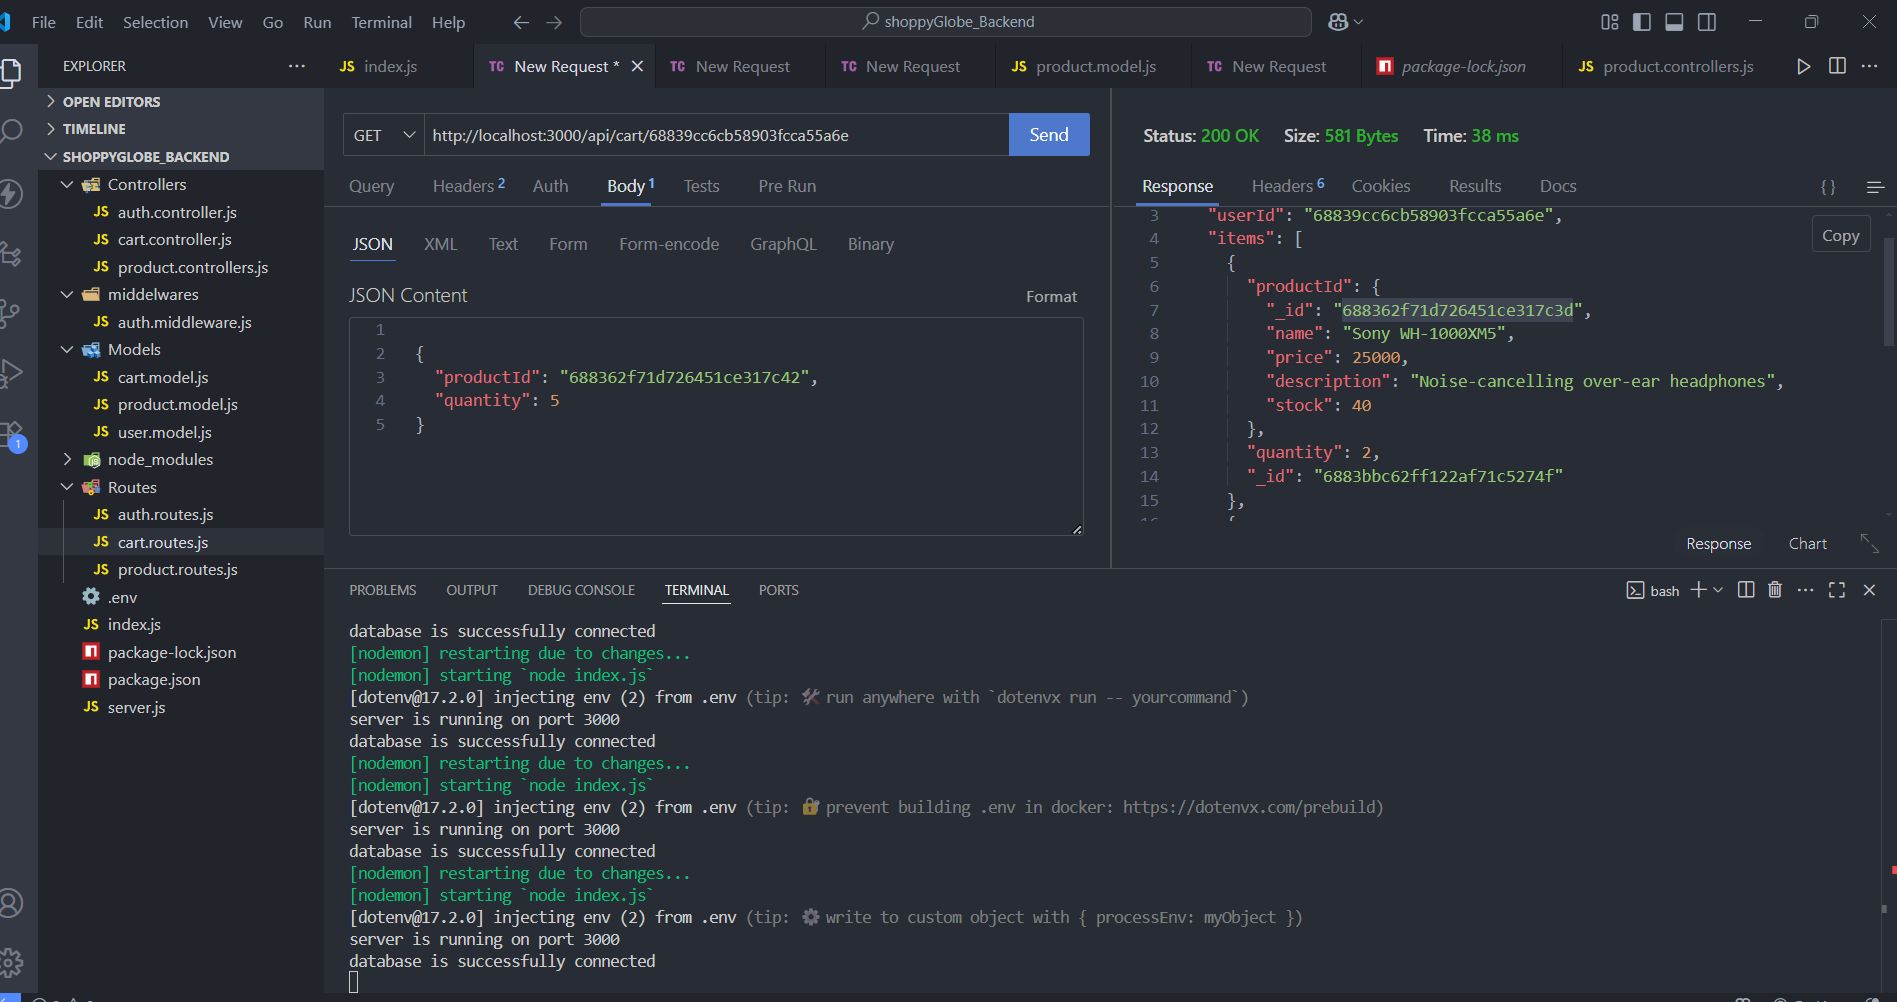 File Edit Selection View Go Run Terminal Help
shoppyGlobe_Backend
EXPLORER
OPEN EDITORS
TIMELINE
SHOPPYGLOBE_BACKEND
Controllers
JS auth.controller.js
JS cart.controller.js
JS product.controllers.js
middelwares
JS auth.middleware.js
Models
JS cart.model.js
JS product.model.js
JS user.model.js
node_modules
Routes
JS auth.routes.js
JS cart.routes.js
JS product.routes.js
.env
JS index.js
package-lock.json
package.json
JS server.js
1
JS index.js
TC New Request *
TC New Request
TC New Request
JS product.model.js
TC New Request
package-lock.json
JS product.controllers.js
GET http://localhost:3000/api/cart/68839cc6cb58903fcca55a6e Send
Query Headers 2 Auth Body 1 Tests Pre Run
JSON XML Text Form Form-encode GraphQL Binary
JSON Content Format
1
2 {
3 "productId": "688362f71d726451ce317c42",
4 "quantity": 5
5 }
Status: 200 OK Size: 581 Bytes Time: 38 ms
Response Headers 6 Cookies Results Docs { }
Copy
3 "userId": "68839cc6cb58903fcca55a6e",
4 "items": [
5 {
6 "productId": {
7 "_id": "688362f71d726451ce317c3d",
8 "name": "Sony WH-1000XM5",
9 "price": 25000,
10 "description": "Noise-cancelling over-ear headphones",
11 "stock": 40
12 },
13 "quantity": 2,
14 "_id": "6883bbc62ff122af71c5274f"
15 },
16 {
Response Chart
PROBLEMS OUTPUT DEBUG CONSOLE TERMINAL PORTS
bash
database is successfully connected
[nodemon] restarting due to changes...
[nodemon] starting `node index.js`
[dotenv@17.2.0] injecting env (2) from .env (tip: 🛠️ run anywhere with `dotenvx run -- yourcommand`)
server is running on port 3000
database is successfully connected
[nodemon] restarting due to changes...
[nodemon] starting `node index.js`
[dotenv@17.2.0] injecting env (2) from .env (tip: 🔐 prevent building .env in docker: https://dotenvx.com/prebuild)
server is running on port 3000
database is successfully connected
[nodemon] restarting due to changes...
[nodemon] starting `node index.js`
[dotenv@17.2.0] injecting env (2) from .env (tip: ⚙️ write to custom object with { processEnv: myObject })
server is running on port 3000
database is successfully connected